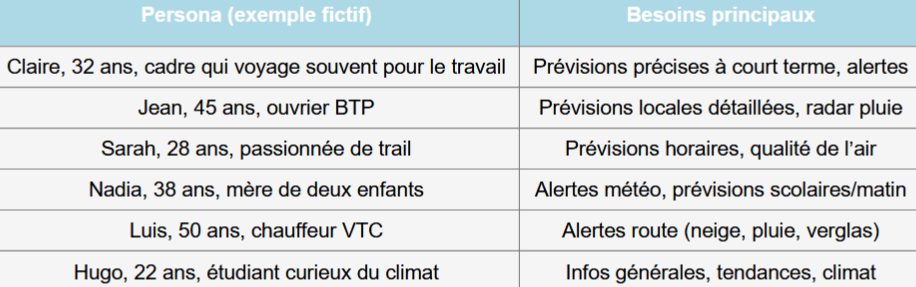 Persona (exemple fictif) Besoins principaux
Claire, 32 ans, cadre qui voyage souvent pour le travail Prévisions précises à court terme, alertes
Jean, 45 ans, ouvrier BTP Prévisions locales détaillées, radar pluie
Sarah, 28 ans, passionnée de trail Prévisions horaires, qualité de l’air
Nadia, 38 ans, mère de deux enfants Alertes météo, prévisions scolaires/matin
Luis, 50 ans, chauffeur VTC Alertes route (neige, pluie, verglas)
Hugo, 22 ans, étudiant curieux du climat Infos générales, tendances, climat